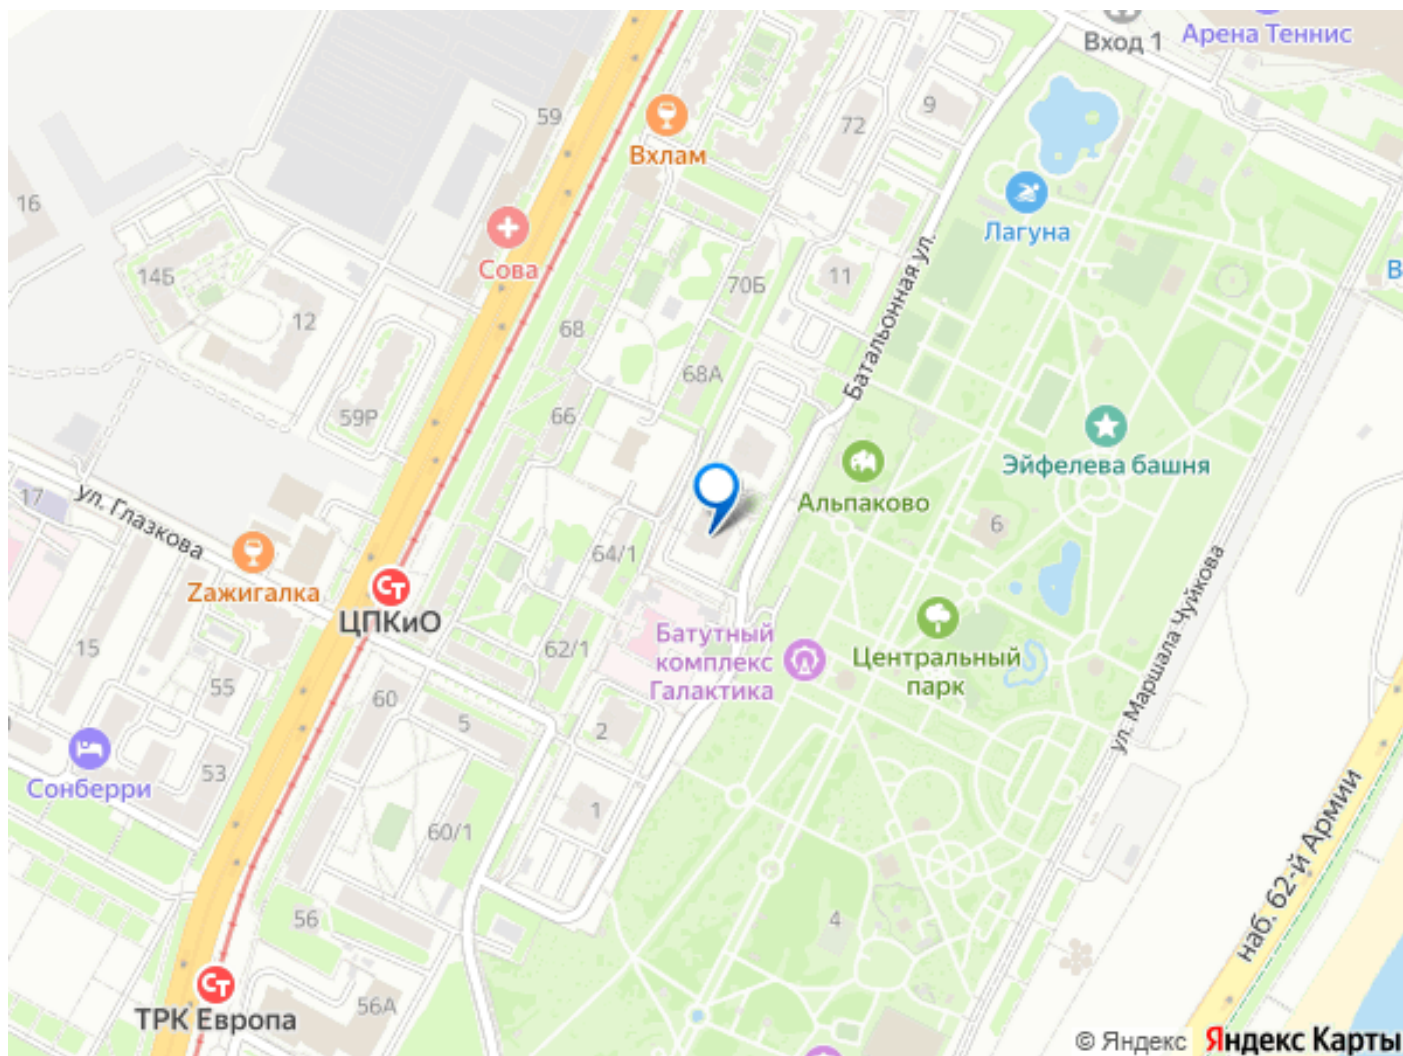 Вход 1
Арена Теннис
59
Вхлам
72
9
16
Сова
Лагуна
14Б
12
70Б
11
В
68
68А
Батальонная ул.
59Р
66
Эйфелева башня
17
ул. Глазкова
Альпаково
6
Zажигалка
64/1
ЦПКиО
Батутный
комплекс
Галактика
Центральный
парк
ул. Маршала Чуйкова
15
62/1
55
60
5
2
Сонберри
53
60/1
1
наб. 62-й Армии
56
4
56А
ТРК Европа
© Яндекс Яндекс Карты